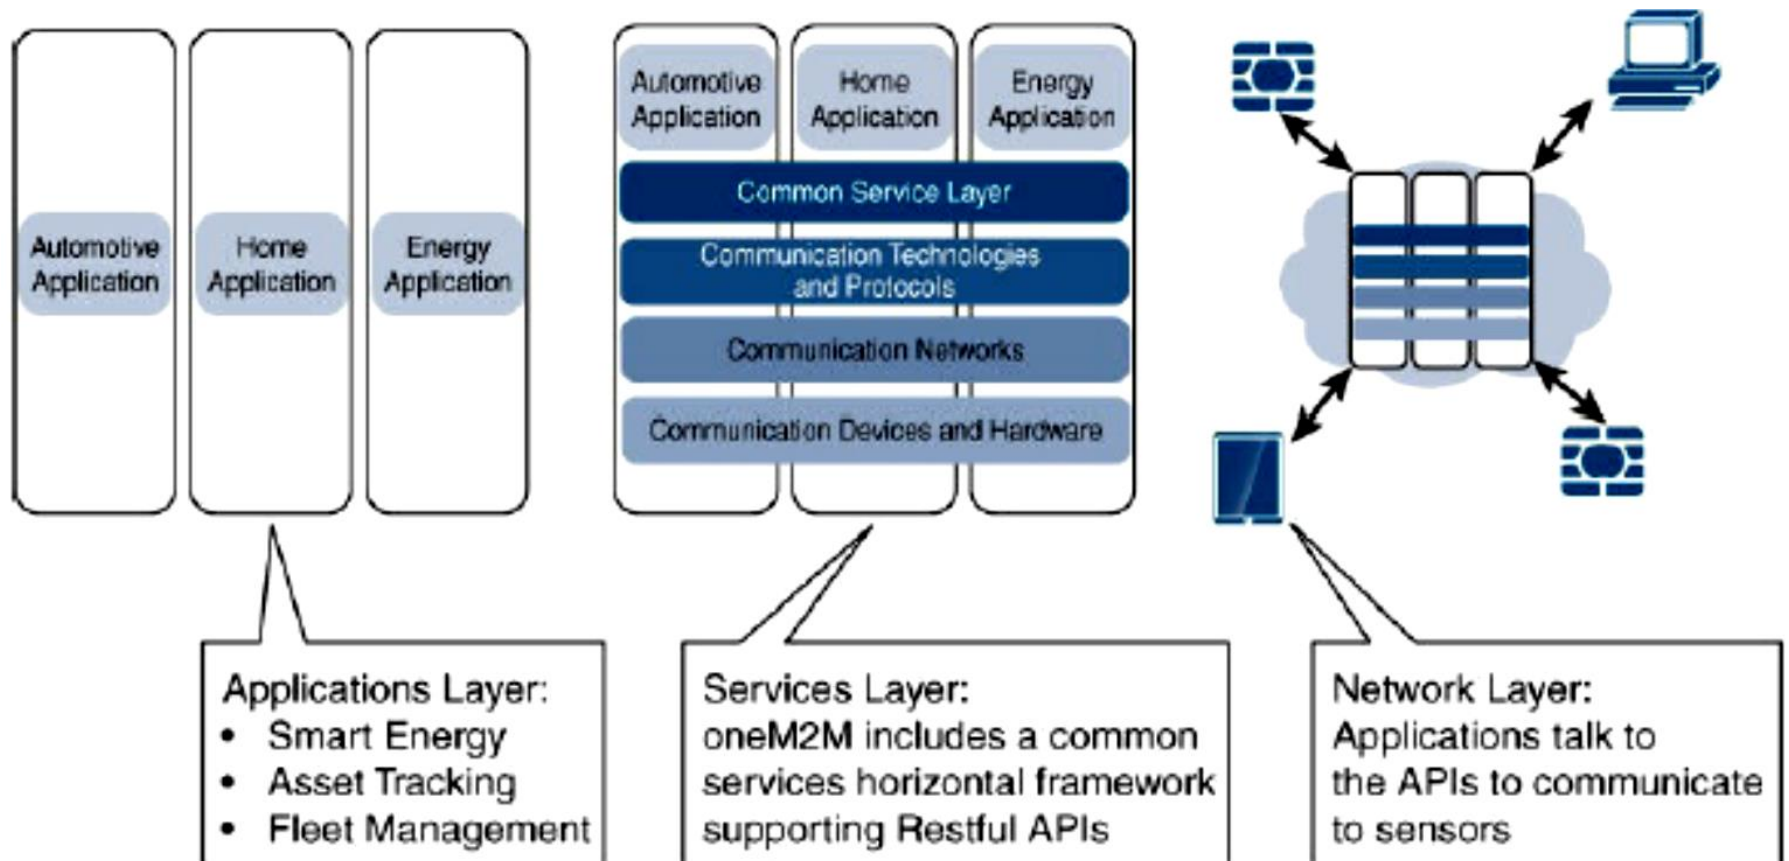 Automotive
Application
Home
Application
Energy
Application
Automotive
Application
Home
Application
Energy
Application
Common Service Layer
Communication Technologies
and Protocols
Communication Networks
Communication Devices and Hardware
Applications Layer:
• Smart Energy
• Asset Tracking
• Fleet Management
Services Layer:
oneM2M includes a common
services horizontal framework
supporting Restful APIs
Network Layer:
Applications talk to
the APIs to communicate
to sensors